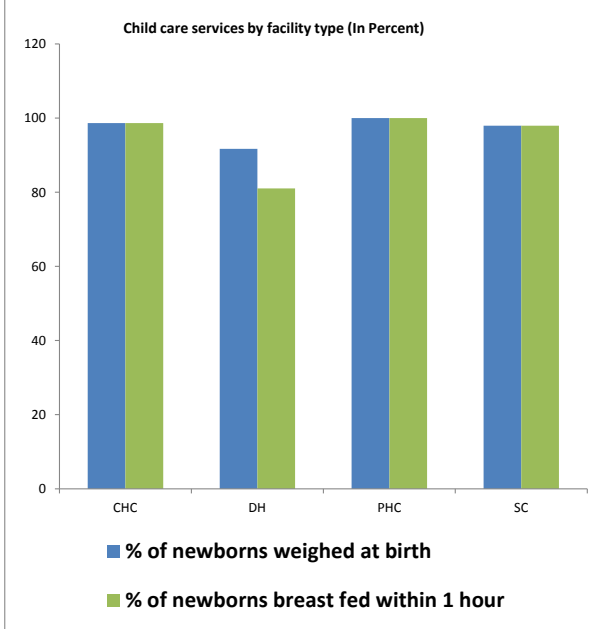 Child care services by facility type (In Percent)
120
100
80
60
40
20
0
CHC DH PHC SC
% of newborns weighed at birth
% of newborns breast fed within 1 hour